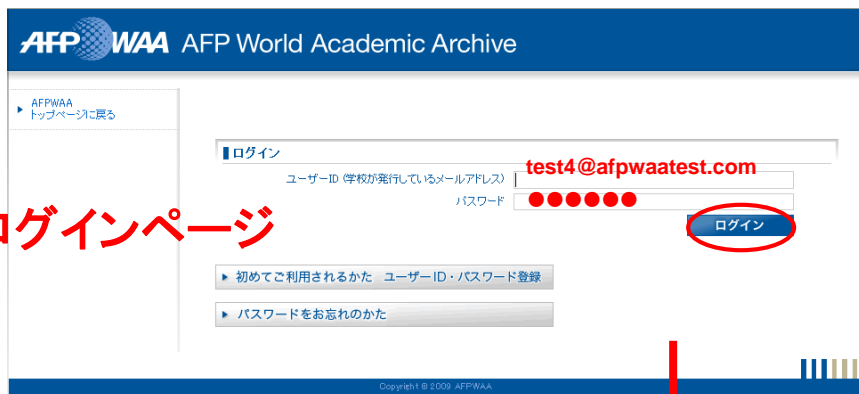 AFP WAA AFP World Academic Archive
AFPWAA
トップページに戻る
ログイン
ユーザーID (学校が発行しているメールアドレス)
test4@afpwaatest.com
パスワード ●●●●●●
ログイン
ログインページ
初めてご利用されるかた ユーザーID・パスワード登録
パスワードをお忘れのかた
Copyright © 2009 AFPWAA